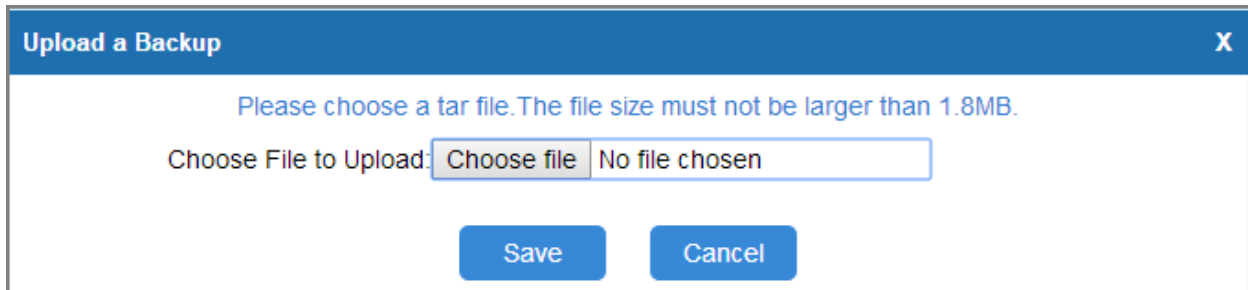 Upload a Backup X
Please choose a tar file.The file size must not be larger than 1.8MB.
Choose File to Upload: Choose file No file chosen
Save Cancel